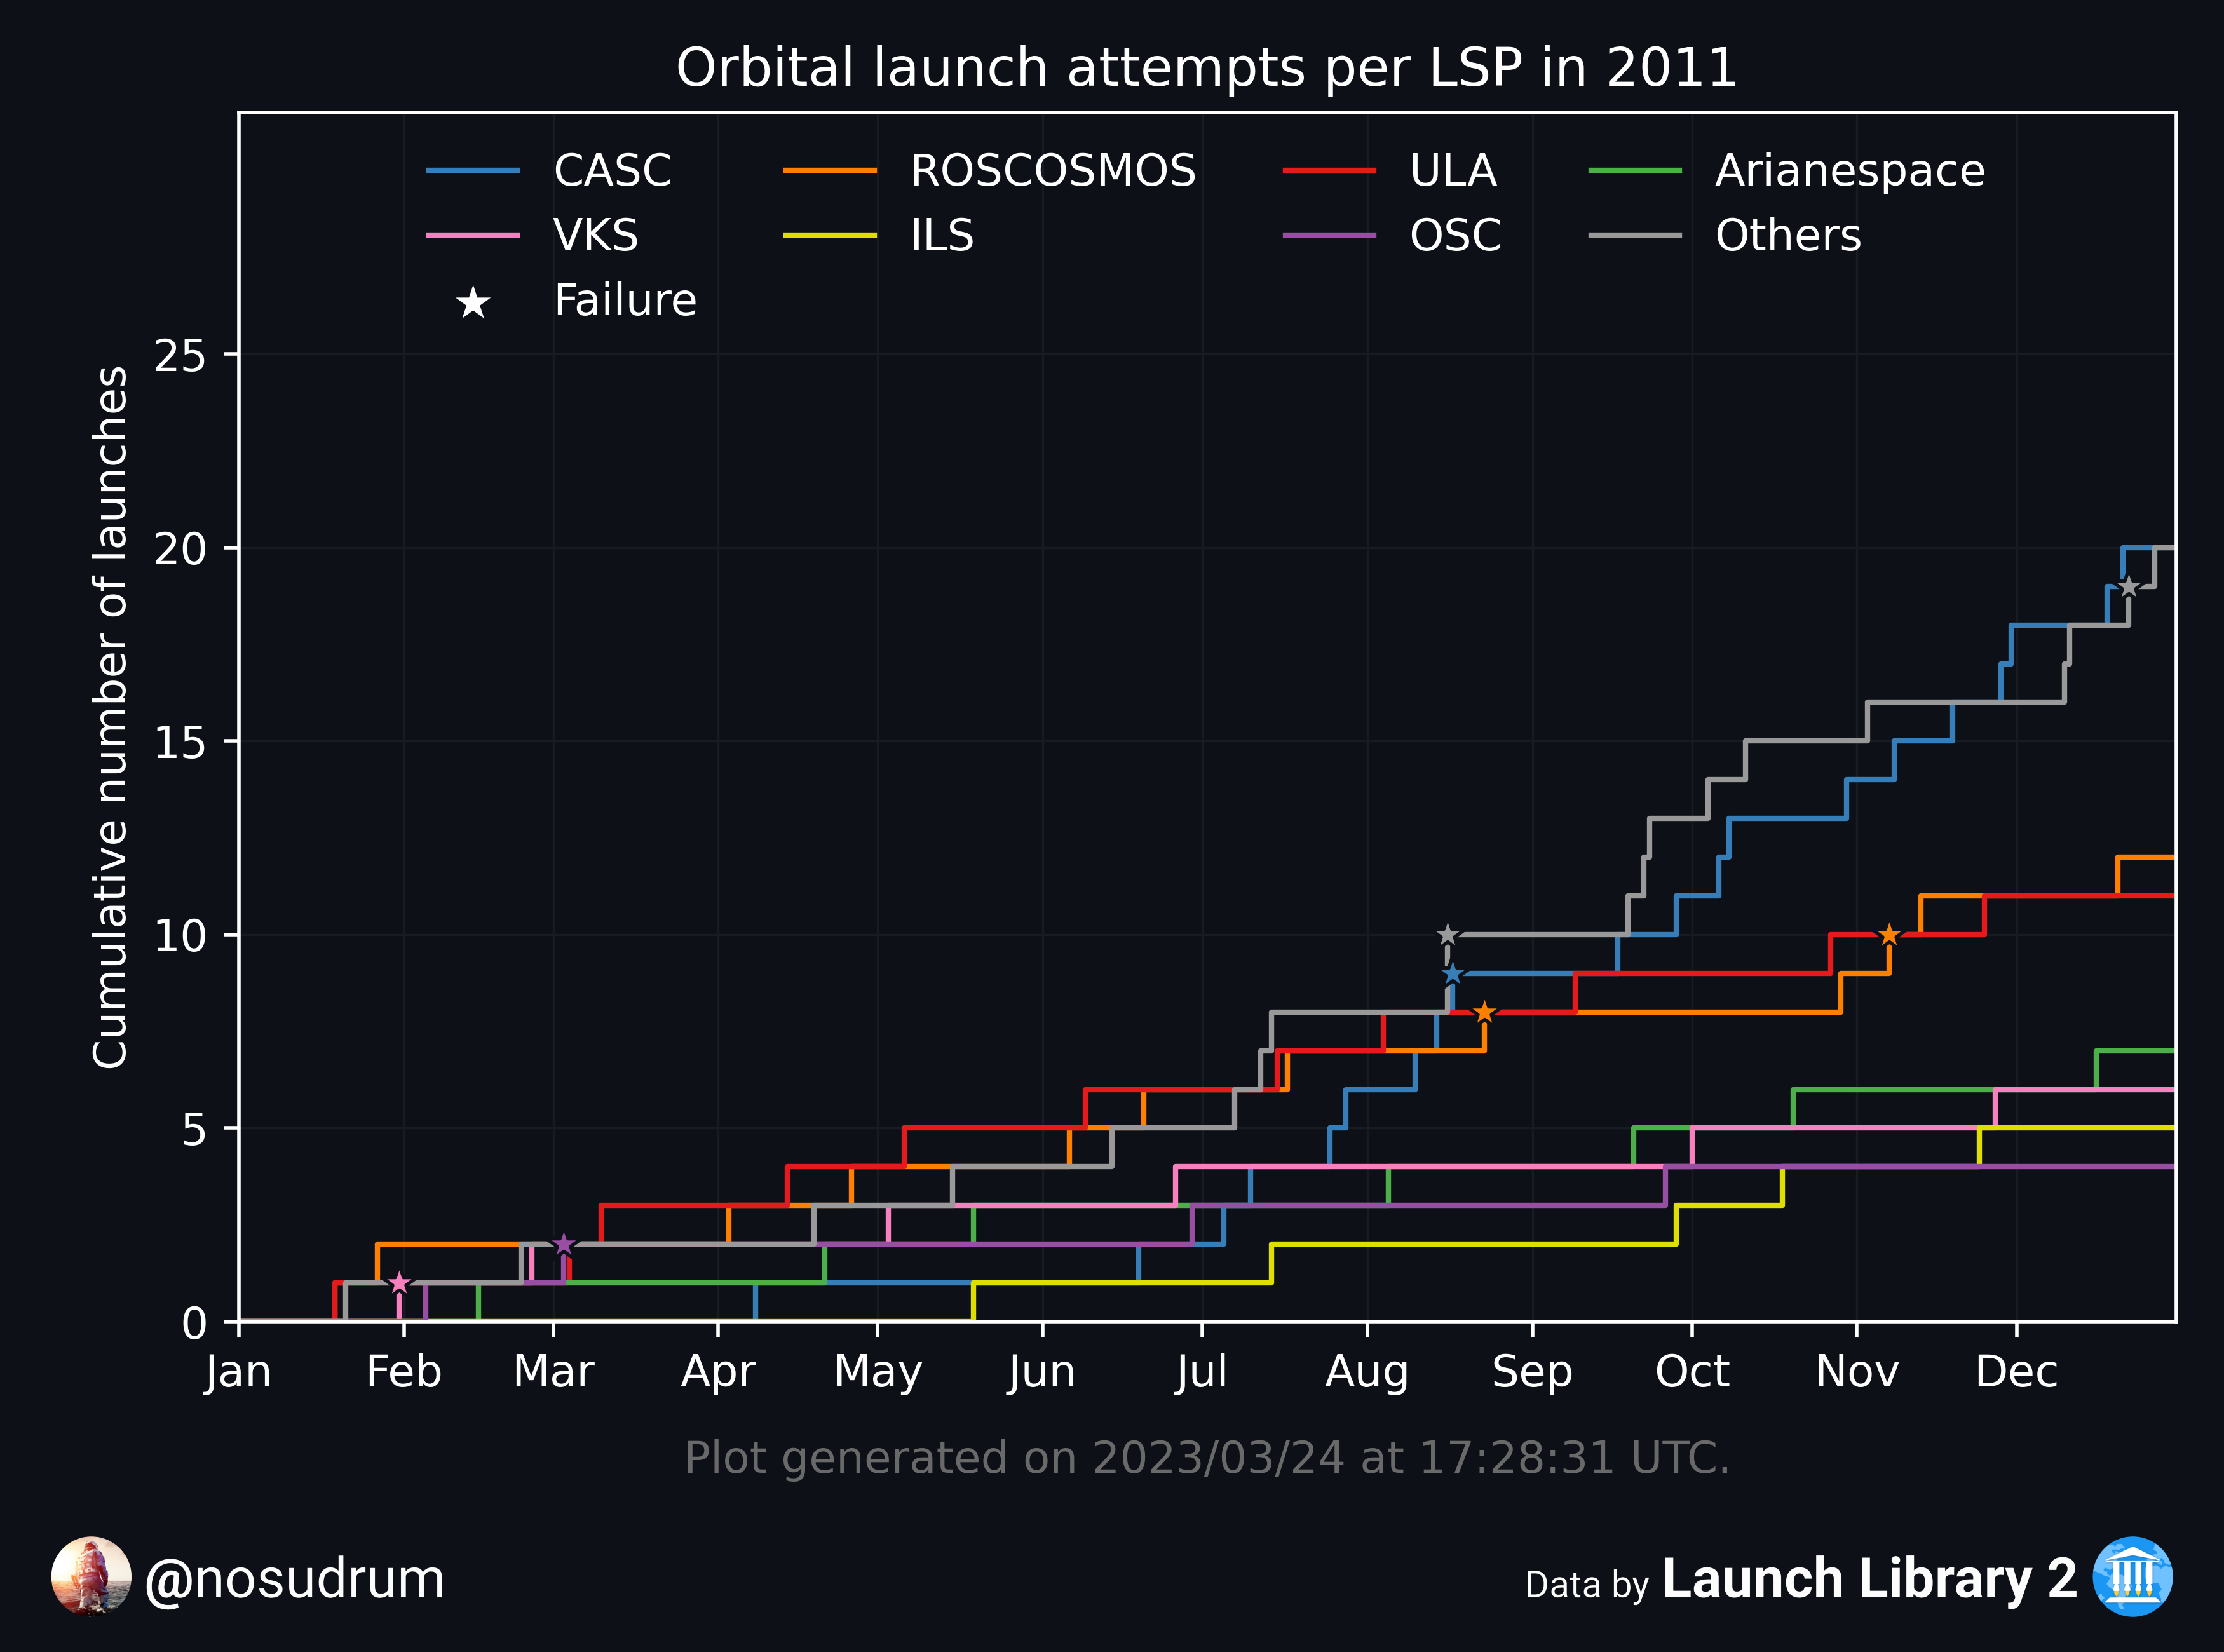 Orbital launch attempts per LSP in 2011
CASC ROSCOSMOS ULA Arianespace
VKS ILS OSC Others
Failure
Cumulative number of launches
25
20
15
10
5
0
Jan Feb Mar Apr May Jun Jul Aug Sep Oct Nov Dec
Plot generated on 2023/03/24 at 17:28:31 UTC.
@nosudrum
Data by Launch Library 2